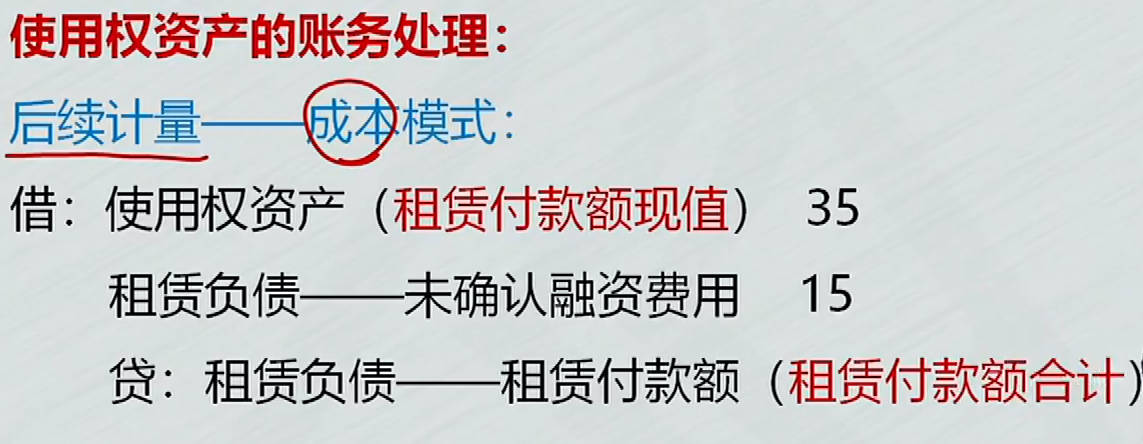 使用权资产的账务处理：
后续计量——成本模式：
借：使用权资产（租赁付款额现值） 35
租赁负债——未确认融资费用 15
贷：租赁负债——租赁付款额（租赁付款额合计）